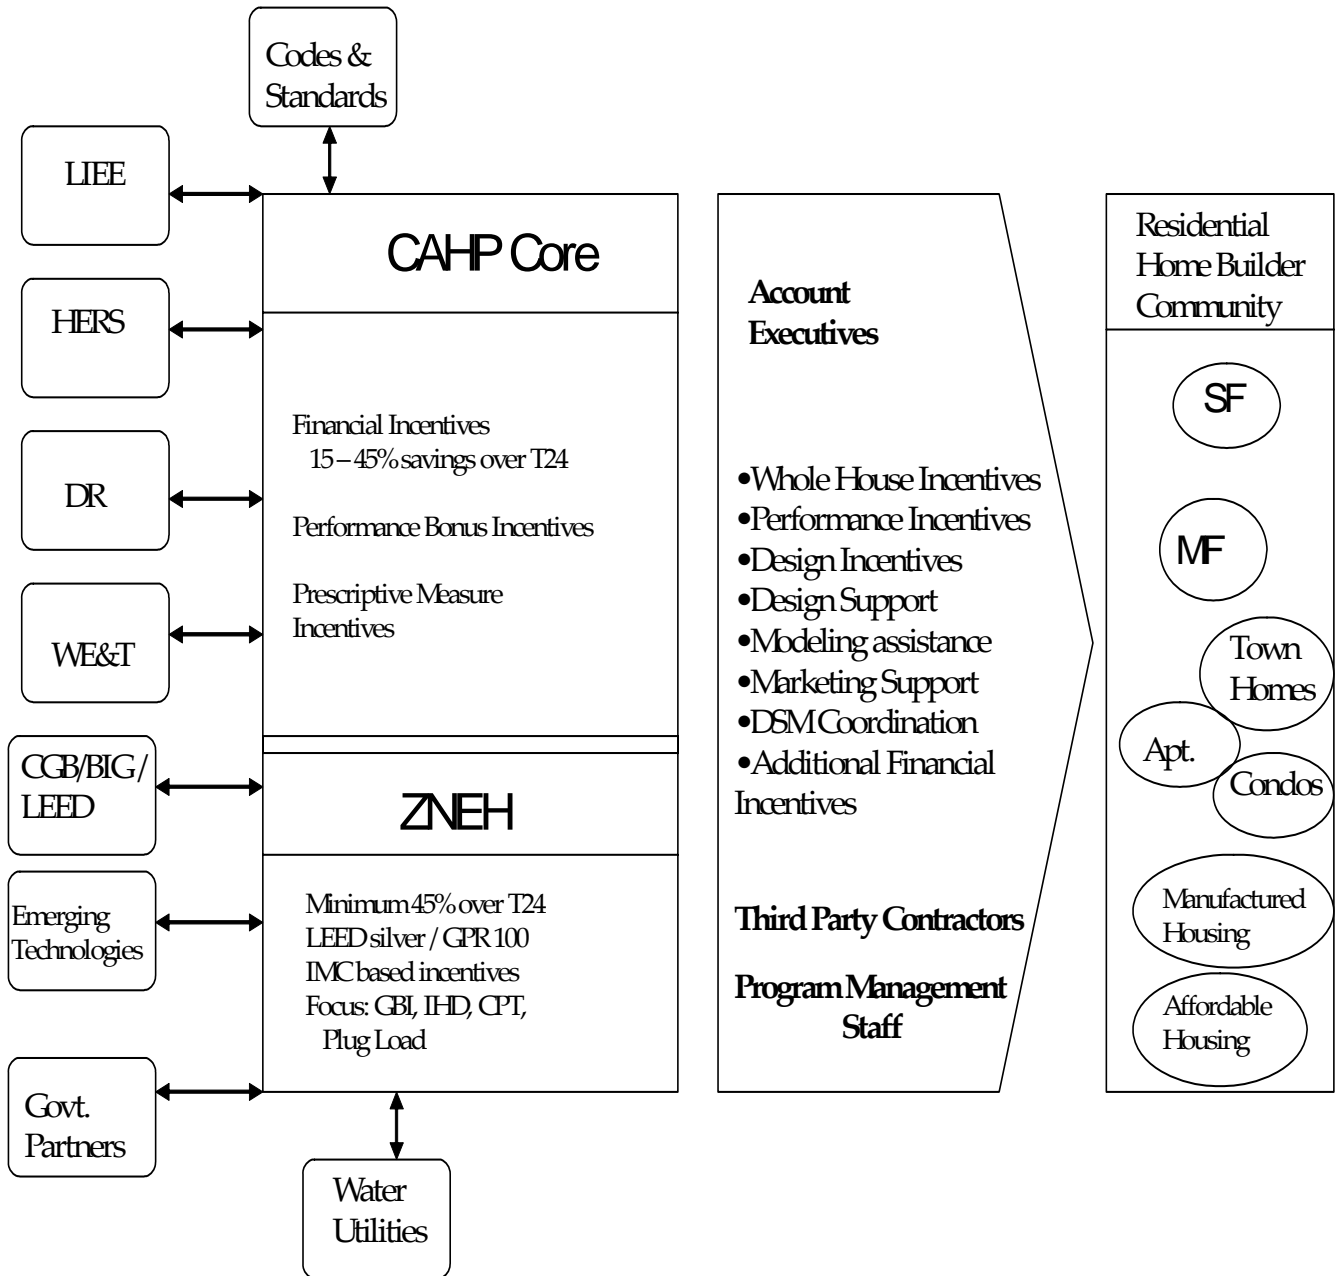 Codes &
Standards
LIEE
HERS
DR
WE&T
CGB/BIG /
LEED
Emerging
Technologies
Govt.
Partners
CAHP Core
Financial Incentives
15 – 45% savings over T24
Performance Bonus Incentives
Prescriptive Measure
Incentives
ZNEH
Minimum 45% over T24
LEED silver / GPR 100
IMC based incentives
Focus: GBI, IHD, CPT,
Plug Load
Water
Utilities
Account
Executives
•Whole House Incentives
•Performance Incentives
•Design Incentives
•Design Support
•Modeling assistance
•Marketing Support
•DSM Coordination
•Additional Financial
Incentives
Third Party Contractors
Program Management
Staff
Residential
Home Builder
Community
SF
MF
Town
Homes
Apt.
Condos
Manufactured
Housing
Affordable
Housing